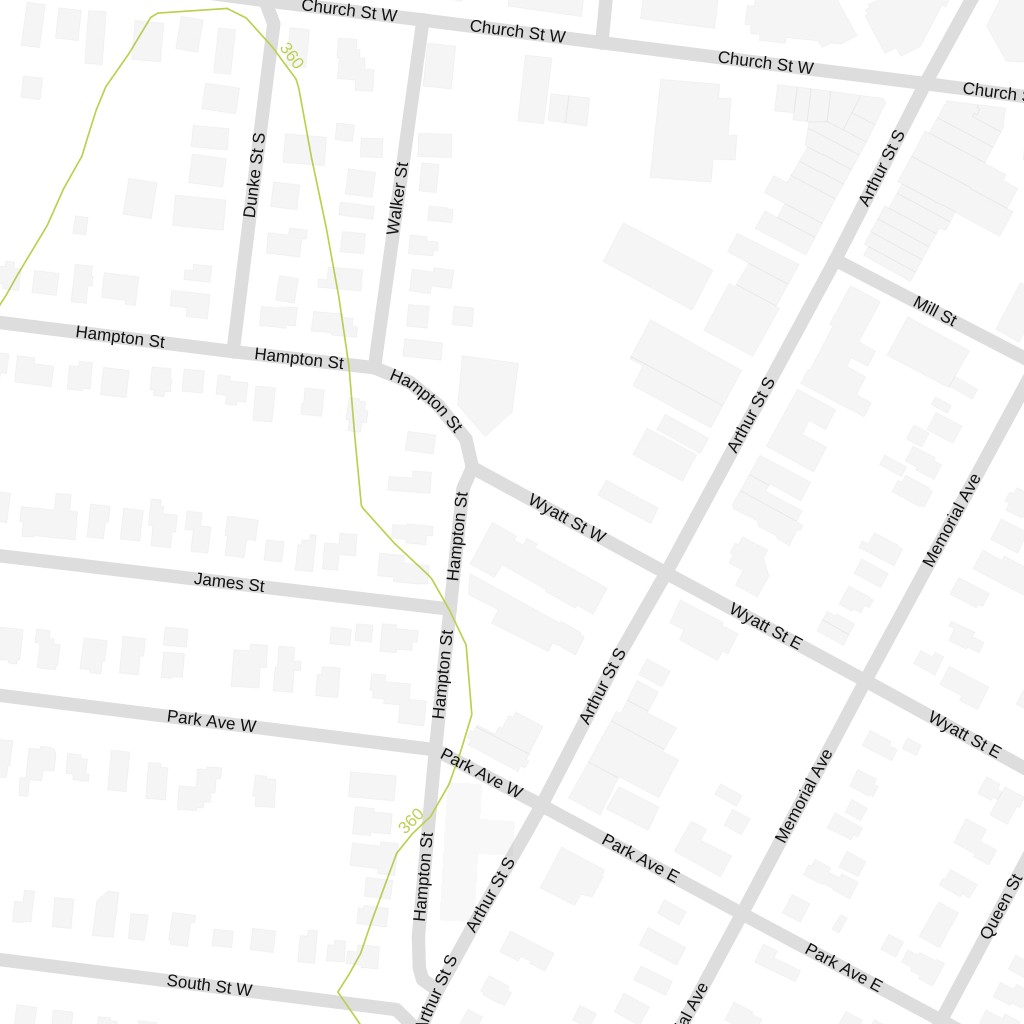 Church St W
Church St W
Church St W
Church
360
Dunke St S
Walker St
Arthur St S
Mill St
Hampton St
Hampton St
Hampton St
Arthur St S
Hampton St
Wyatt St W
Memorial Ave
James St
Wyatt St E
Hampton St
Arthur St S
Park Ave W
Wyatt St E
Park Ave W
Memorial Ave
360
Hampton St
Park Ave E
Arthur St S
Queen St
Park Ave E
South St W
Arthur St S
Ave